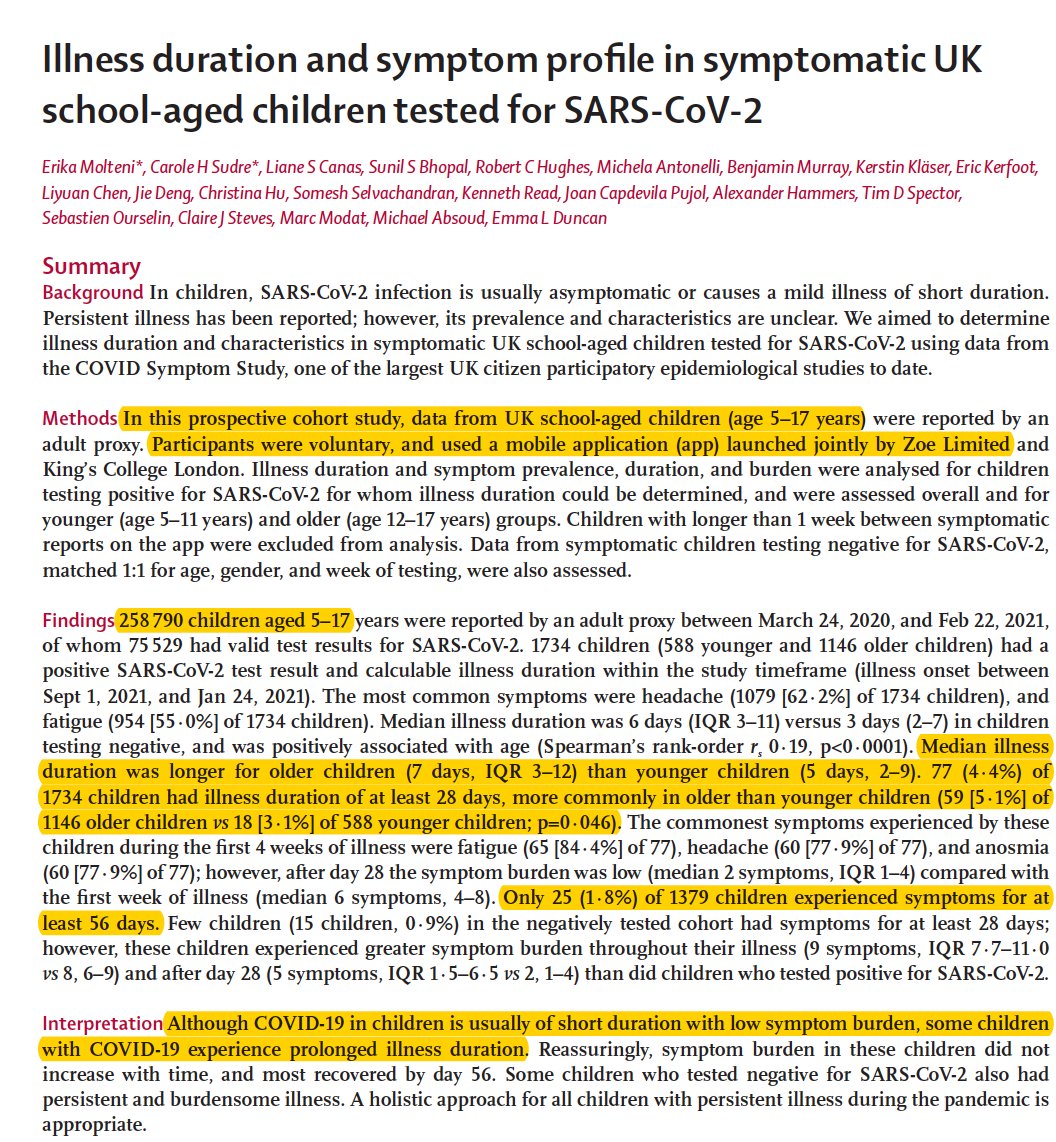 Illness duration and symptom profile in symptomatic UK
school-aged children tested for SARS-CoV-2
Erika Molteni*, Carole H Sudre*, Liane S Canas, Sunil S Bhopal, Robert C Hughes, Michela Antonelli, Benjamin Murray, Kerstin Kläser, Eric Kerfoot,
Liyuan Chen, Jie Deng, Christina Hu, Somesh Selvachandran, Kenneth Read, Joan Capdevila Pujol, Alexander Hammers, Tim D Spector,
Sebastien Ourselin, Claire J Steves, Marc Modat, Michael Absoud, Emma L Duncan
Summary
Background In children, SARS-CoV-2 infection is usually asymptomatic or causes a mild illness of short duration.
Persistent illness has been reported; however, its prevalence and characteristics are unclear. We aimed to determine
illness duration and characteristics in symptomatic UK school-aged children tested for SARS-CoV-2 using data from
the COVID Symptom Study, one of the largest UK citizen participatory epidemiological studies to date.
Methods In this prospective cohort study, data from UK school-aged children (age 5–17 years) were reported by an
adult proxy. Participants were voluntary, and used a mobile application (app) launched jointly by Zoe Limited and
King's College London. Illness duration and symptom prevalence, duration, and burden were analysed for children
testing positive for SARS-CoV-2 for whom illness duration could be determined, and were assessed overall and for
younger (age 5–11 years) and older (age 12–17 years) groups. Children with longer than 1 week between symptomatic
reports on the app were excluded from analysis. Data from symptomatic children testing negative for SARS-CoV-2,
matched 1:1 for age, gender, and week of testing, were also assessed.
Findings 258 790 children aged 5–17 years were reported by an adult proxy between March 24, 2020, and Feb 22, 2021,
of whom 75 529 had valid test results for SARS-CoV-2. 1734 children (588 younger and 1146 older children) had a
positive SARS-CoV-2 test result and calculable illness duration within the study timeframe (illness onset between
Sept 1, 2021, and Jan 24, 2021). The most common symptoms were headache (1079 [62·2%] of 1734 children), and
fatigue (954 [55·0%] of 1734 children). Median illness duration was 6 days (IQR 3–11) versus 3 days (2–7) in children
testing negative, and was positively associated with age (Spearman's rank-order rs 0·19, p<0·0001). Median illness
duration was longer for older children (7 days, IQR 3–12) than younger children (5 days, 2–9). 77 (4·4%) of
1734 children had illness duration of at least 28 days, more commonly in older than younger children (59 [5·1%] of
1146 older children vs 18 [3·1%] of 588 younger children; p=0·046). The commonest symptoms experienced by these
children during the first 4 weeks of illness were fatigue (65 [84·4%] of 77), headache (60 [77·9%] of 77), and anosmia
(60 [77·9%] of 77); however, after day 28 the symptom burden was low (median 2 symptoms, IQR 1–4) compared with
the first week of illness (median 6 symptoms, 4–8). Only 25 (1·8%) of 1379 children experienced symptoms for at
least 56 days. Few children (15 children, 0·9%) in the negatively tested cohort had symptoms for at least 28 days;
however, these children experienced greater symptom burden throughout their illness (9 symptoms, IQR 7·7–11·0
vs 8, 6–9) and after day 28 (5 symptoms, IQR 1·5–6·5 vs 2, 1–4) than did children who tested positive for SARS-CoV-2.
Interpretation Although COVID-19 in children is usually of short duration with low symptom burden, some children
with COVID-19 experience prolonged illness duration. Reassuringly, symptom burden in these children did not
increase with time, and most recovered by day 56. Some children who tested negative for SARS-CoV-2 also had
persistent and burdensome illness. A holistic approach for all children with persistent illness during the pandemic is
appropriate.